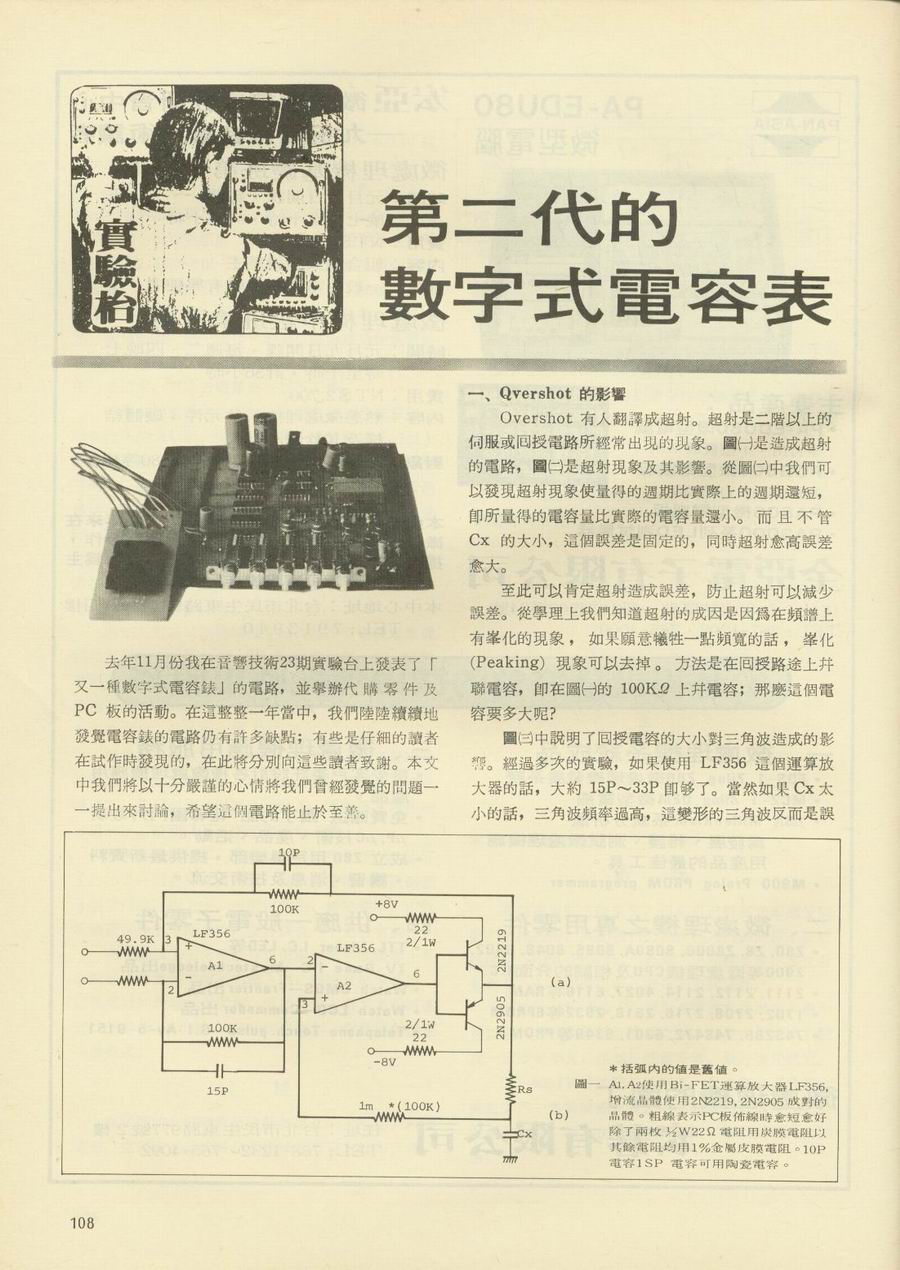 實驗枱
第二代的
數字式電容表
去年11月份我在音響技術23期實驗台上發表了「
又一種數字式電容錶」的電路，並舉辦代購零件及
PC 板的活動。在這整整一年當中，我們陸陸續續地
發覺電容錶的電路仍有許多缺點；有些是仔細的讀者
在試作時發現的，在此將分別向這些讀者致謝。本文
中我們將以十分嚴謹的心情將我們曾經發覺的問題一
一提出來討論，希望這個電路能止於至善。
一、Qvershot 的影響
Overshot 有人翻譯成超射。超射是二階以上的
伺服或回授電路所經常出現的現象。圖㈠是造成超射
的電路，圖㈡是超射現象及其影響。從圖㈡中我們可
以發現超射現象使量得的週期比實際上的週期還短，
卽所量得的電容量比實際的電容量還小。而且不管
Cx 的大小，這個誤差是固定的，同時超射愈高誤差
愈大。
至此可以肯定超射造成誤差，防止超射可以減少
誤差。從學理上我們知道超射的成因是因爲在頻譜上
有峯化的現象，如果願意犧牲一點頻寬的話，峯化
(Peaking) 現象可以去掉。方法是在回授路途上幷
聯電容，卽在圖㈠的 100KΩ 上幷電容；那麽這個電
容要多大呢？
圖㈢中說明了回授電容的大小對三角波造成的影
響。經過多次的實驗，如果使用 LF356 這個運算放
大器的話，大約 15P～33P 卽够了。當然如果 Cx 太
小的話，三角波頻率過高，這變形的三角波反而是誤
10P
100K
+8V
22
2/1W
2N2219
49.9K
3
LF356
+
A1
6
-
2
2
LF356
-
A2
6
+
3
(a)
100K
2/1W
22
2N2905
-8V
15P
Rs
1m *(100K)
(b)
Cx
＊括弧內的値是舊値。
圖一 A1, A2使用Bi-FET運算放大器LF356,
增流晶體使用2N2219, 2N2905 成對的
晶體。粗線表示PC板佈線時愈短愈好
除了兩枚 ½W22Ω 電阻用炭膜電阻以
其餘電阻均用1%金屬皮膜電阻。10P
電容1SP 電容可用陶瓷電容。
108